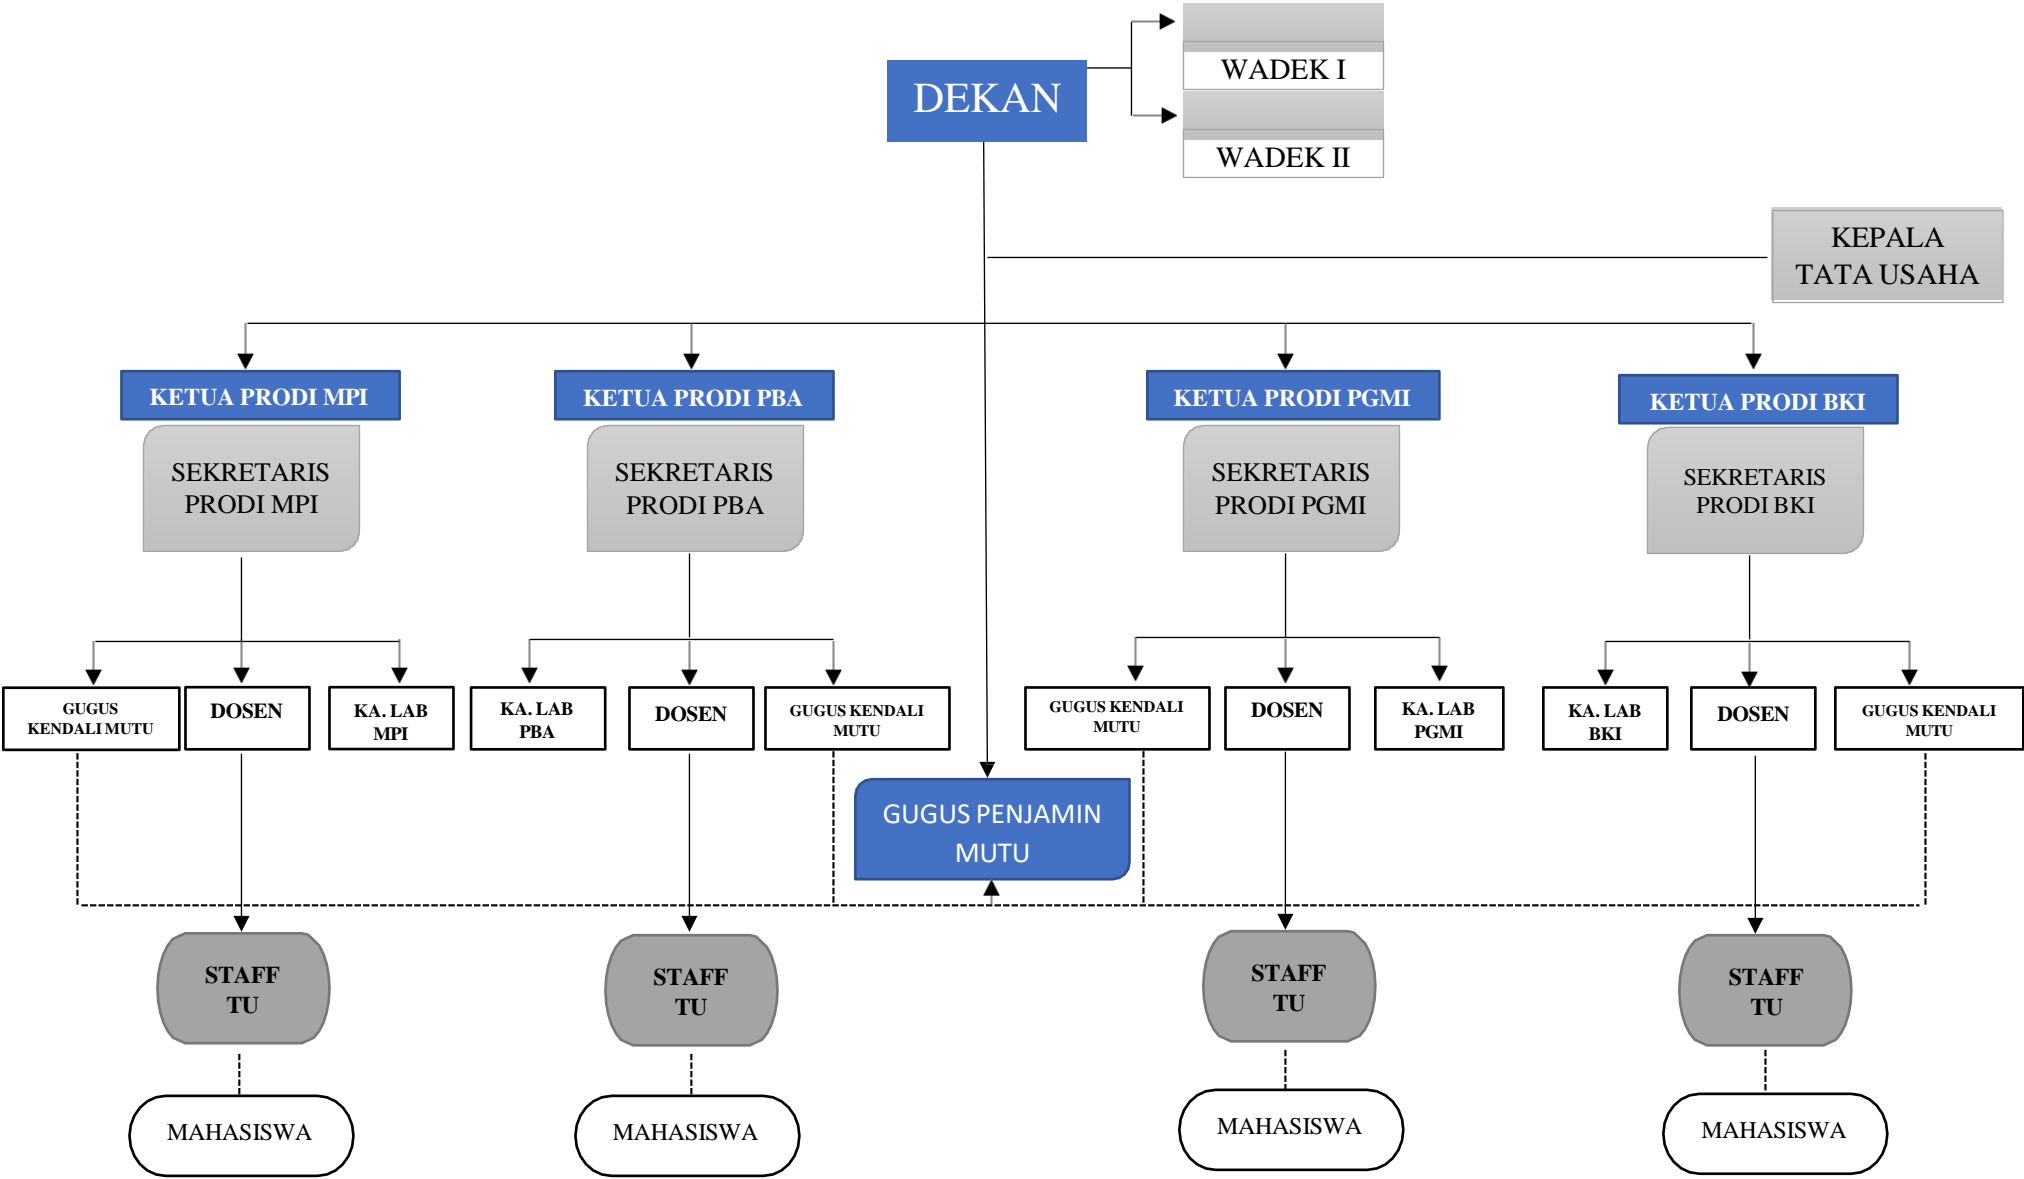 WADEK I
DEKAN
WADEK II
KEPALA
TATA USAHA
KETUA PRODI MPI
KETUA PRODI PBA
KETUA PRODI PGMI
KETUA PRODI BKI
SEKRETARIS
PRODI MPI
SEKRETARIS
PRODI PBA
SEKRETARIS
PRODI PGMI
SEKRETARIS
PRODI BKI
GUGUS
KENDALI MUTU
DOSEN
KA. LAB
MPI
KA. LAB
PBA
DOSEN
GUGUS KENDALI
MUTU
GUGUS KENDALI
MUTU
DOSEN
KA. LAB
PGMI
KA. LAB
BKI
DOSEN
GUGUS KENDALI
MUTU
GUGUS PENJAMIN
MUTU
STAFF
TU
STAFF
TU
STAFF
TU
STAFF
TU
MAHASISWA
MAHASISWA
MAHASISWA
MAHASISWA